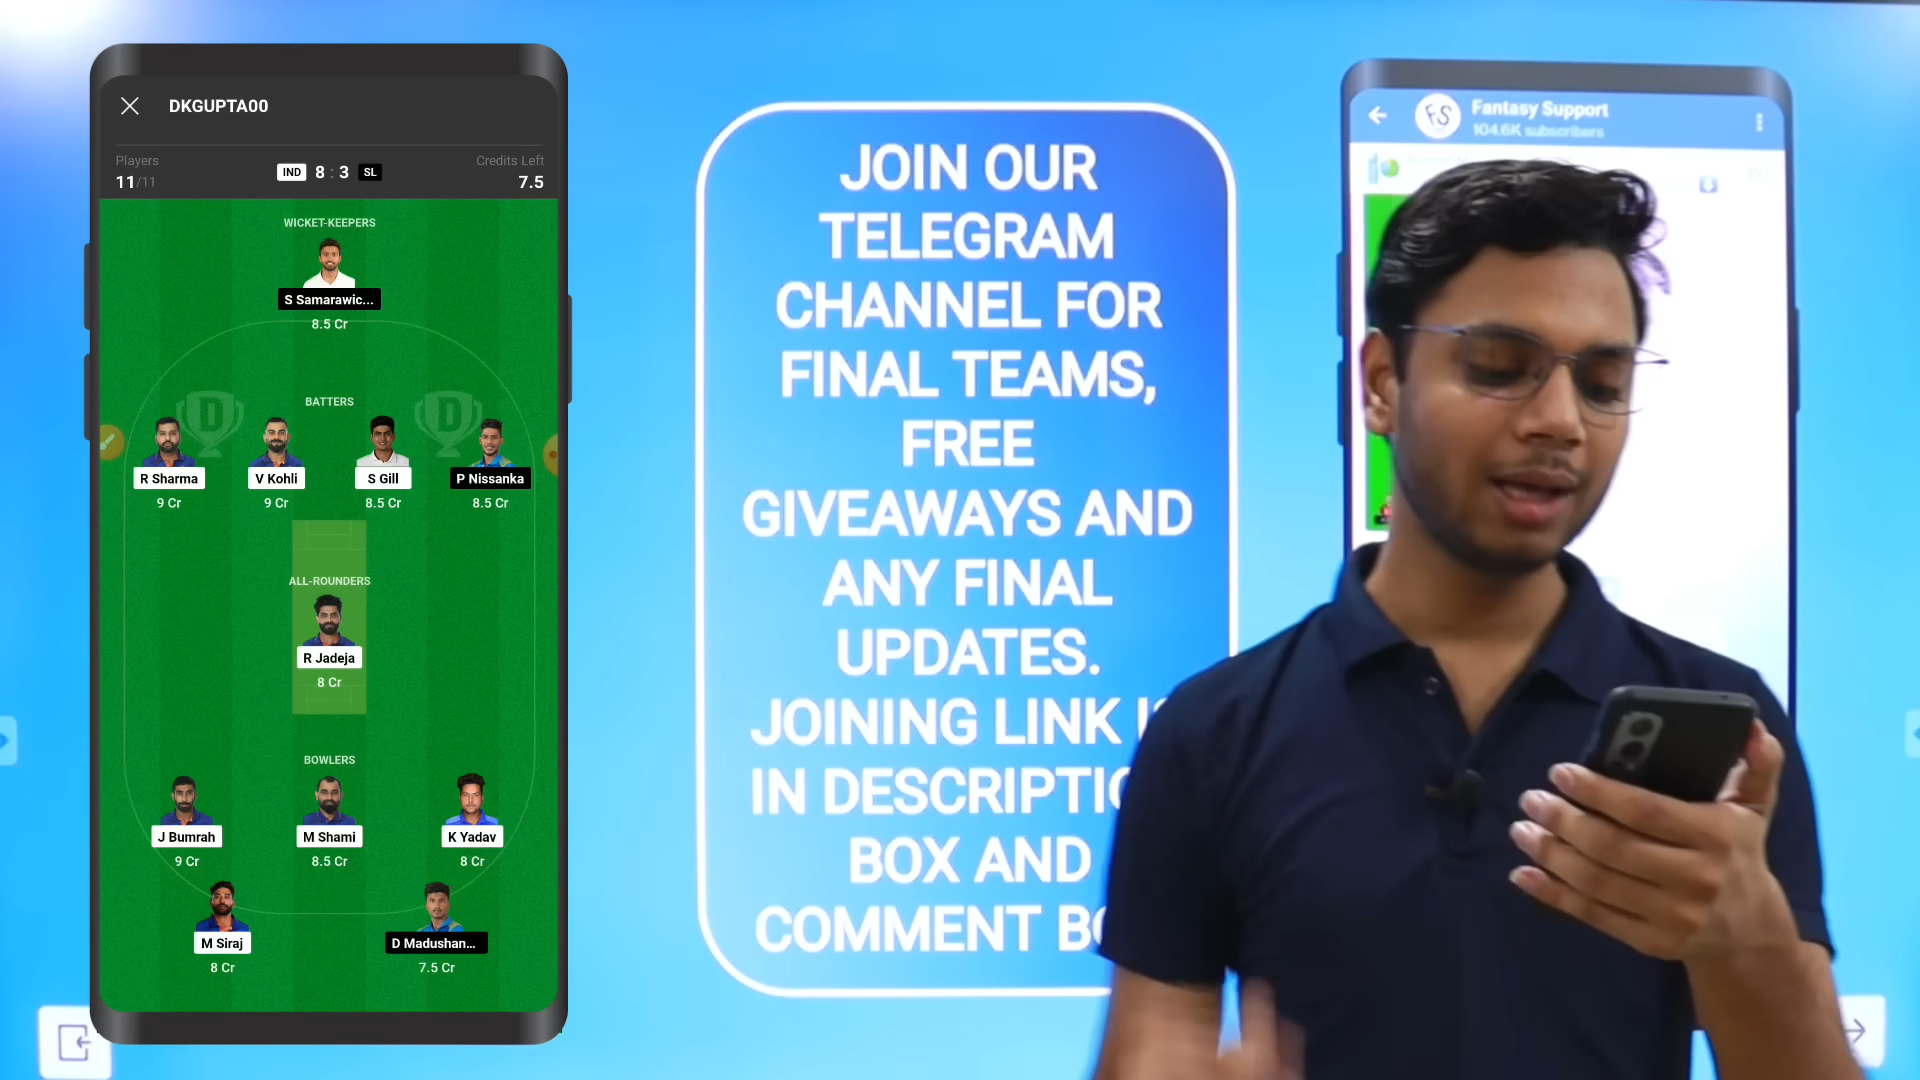 DKGUPTA00
Players
11/11
IND 8 : 3 SL
Credits Left
7.5
WICKET-KEEPERS
S Samarawic...
8.5 Cr
BATTERS
R Sharma
9 Cr
V Kohli
9 Cr
S Gill
8.5 Cr
P Nissanka
8.5 Cr
ALL-ROUNDERS
R Jadeja
8 Cr
BOWLERS
J Bumrah
9 Cr
M Shami
8.5 Cr
K Yadav
8 Cr
M Siraj
8 Cr
D Madushan...
7.5 Cr
JOIN OUR
TELEGRAM
CHANNEL FOR
FINAL TEAMS,
FREE
GIVEAWAYS AND
ANY FINAL
UPDATES.
JOINING LINK
IN
BOX AND
COMMENT
FS
Fantasy Support
104.6K subscribers